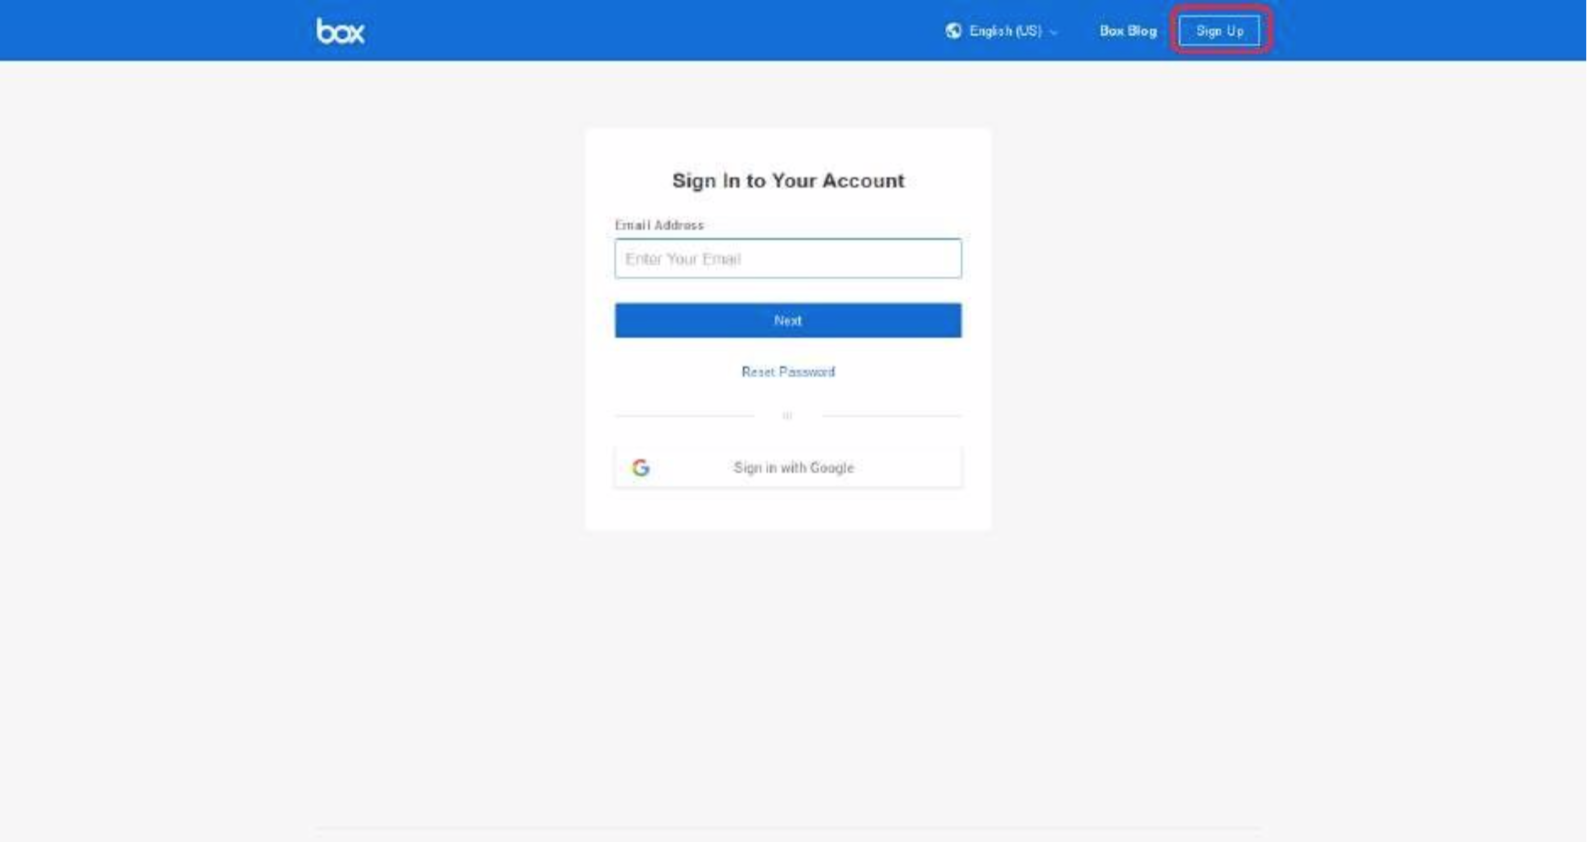 box
English (US)
Box Blog
Sign Up
Sign In to Your Account
Email Address
Enter Your Email
Next
Reset Password
or
Sign in with Google